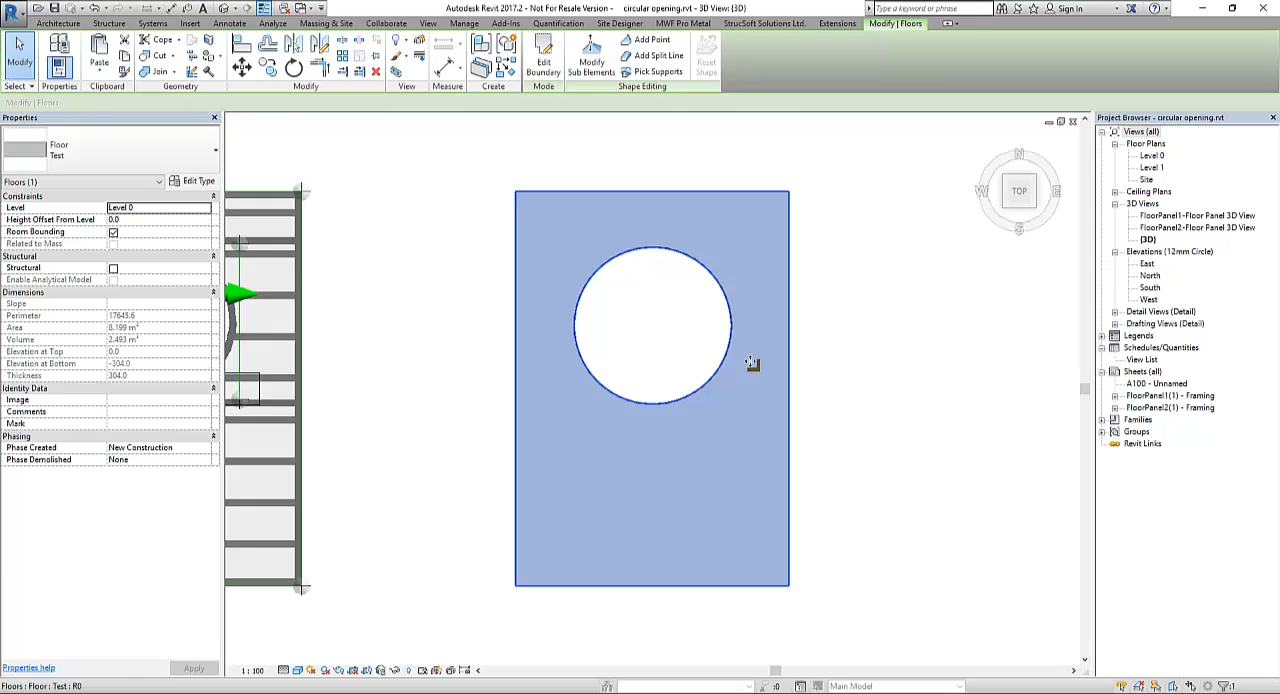 Autodesk Revit 2017.2 - Not For Resale Version - circular opening.rvt - 3D View: {3D}
Type a keyword or phrase
Sign In
Architecture Structure Systems Insert Annotate Analyze Massing & Site Collaborate View Manage Add-Ins Quantification Site Designer MWF Pro Metal StrucSoft Solutions Ltd. Extensions Modify | Floors
Modify
Properties
Paste
Cope
Cut
Join
Edit Boundary
Modify Sub Elements
Add Point
Add Split Line
Pick Supports
Reset Shape
Select Properties Clipboard Geometry Modify View Measure Create Mode Shape Editing
Modify | Floors
Properties
Floor
Test
Floors (1)
Edit Type
Constraints
Level Level 0
Height Offset From Level 0.0
Room Bounding
Related to Mass
Structural
Structural
Enable Analytical Model
Dimensions
Slope
Perimeter 17645.6
Area 8.199 m²
Volume 2.493 m³
Elevation at Top 0.0
Elevation at Bottom -304.0
Thickness 304.0
Identity Data
Image
Comments
Mark
Phasing
Phase Created New Construction
Phase Demolished None
Properties help
Apply
N
W
TOP
E
S
Project Browser - circular opening.rvt
Views (all)
Floor Plans
Level 0
Level 1
Site
Ceiling Plans
3D Views
FloorPanel1-Floor Panel 3D View
FloorPanel2-Floor Panel 3D View
{3D}
Elevations (12mm Circle)
East
North
South
West
Detail Views (Detail)
Drafting Views (Detail)
Legends
Schedules/Quantities
View List
Sheets (all)
A100 - Unnamed
FloorPanel1(1) - Framing
FloorPanel2(1) - Framing
Families
Groups
Revit Links
1 : 100
Floors : Floor : Test : R0
:0
Main Model
:1